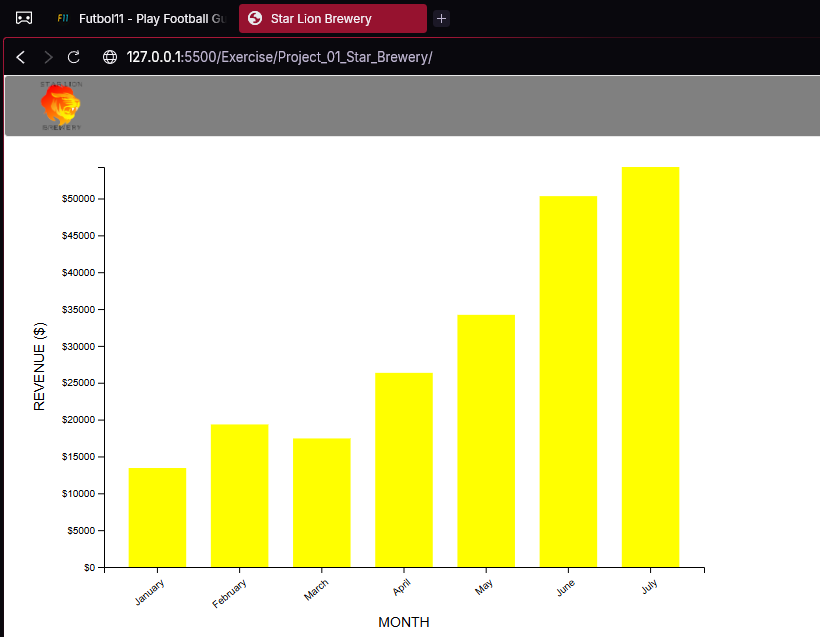 Futbol11 - Play Football Gu
Star Lion Brewery
127.0.0.1:5500/Exercise/Project_01_Star_Brewery/
STAR LION
BREWERY
$50000
$45000
$40000
$35000
$30000
$25000
$20000
$15000
$10000
$5000
$0
REVENUE ($)
January
February
March
April
May
June
July
MONTH